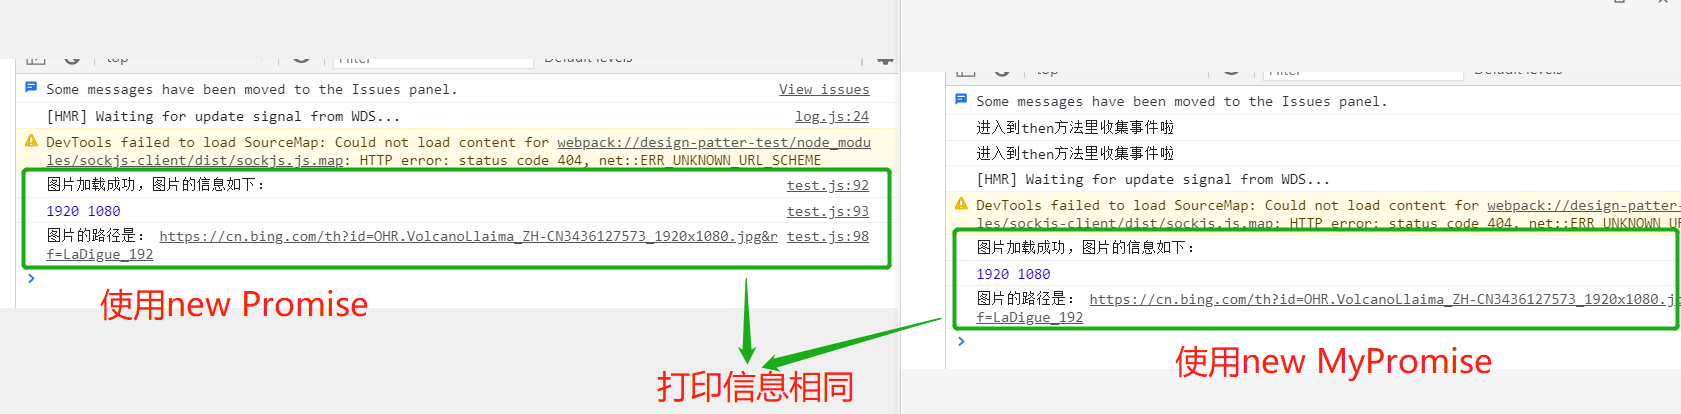 top
Filter
Default levels
Some messages have been moved to the Issues panel.
View issues
[HMR] Waiting for update signal from WDS...
log.js:24
DevTools failed to load SourceMap: Could not load content for webpack://design-patter-test/node_modu
les/sockjs-client/dist/sockjs.js.map: HTTP error: status code 404, net::ERR_UNKNOWN_URL_SCHEME
图片加载成功，图片的信息如下：
test.js:92
1920 1080
test.js:93
图片的路径是： https://cn.bing.com/th?id=OHR.VolcanoLlaima_ZH-CN3436127573_1920x1080.jpg&r
test.js:98
f=LaDigue_192
使用new Promise
top
Filter
Default levels
Some messages have been moved to the Issues panel.
进入到then方法里收集事件啦
进入到then方法里收集事件啦
[HMR] Waiting for update signal from WDS...
DevTools failed to load SourceMap: Could not load content for webpack://design-patter-
les/sockjs-client/dist/sockjs.js.map: HTTP error: status code 404, net::ERR_UNKNOWN_UR
图片加载成功，图片的信息如下：
1920 1080
图片的路径是： https://cn.bing.com/th?id=OHR.VolcanoLlaima_ZH-CN3436127573_1920x1080.jp
f=LaDigue_192
使用new MyPromise
打印信息相同